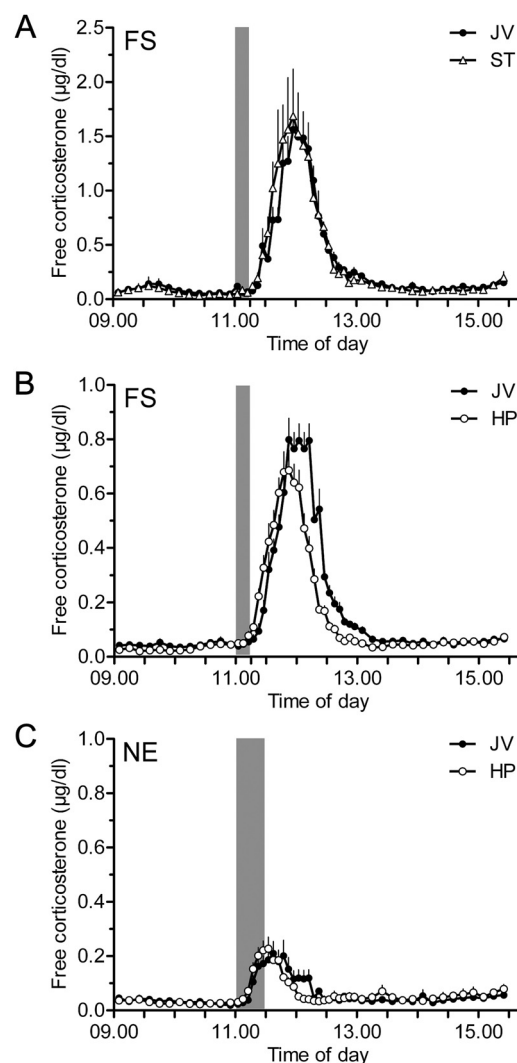 A
FS
JV
ST
Free corticosterone (µg/dl)
2.5
2.0
1.5
1.0
0.5
0.0
09.00 11.00 13.00 15.00
Time of day
B
FS
JV
HP
Free corticosterone (µg/dl)
1.0
0.8
0.6
0.4
0.2
0.0
09.00 11.00 13.00 15.00
Time of day
C
NE
JV
HP
Free corticosterone (µg/dl)
1.0
0.8
0.6
0.4
0.2
0.0
09.00 11.00 13.00 15.00
Time of day